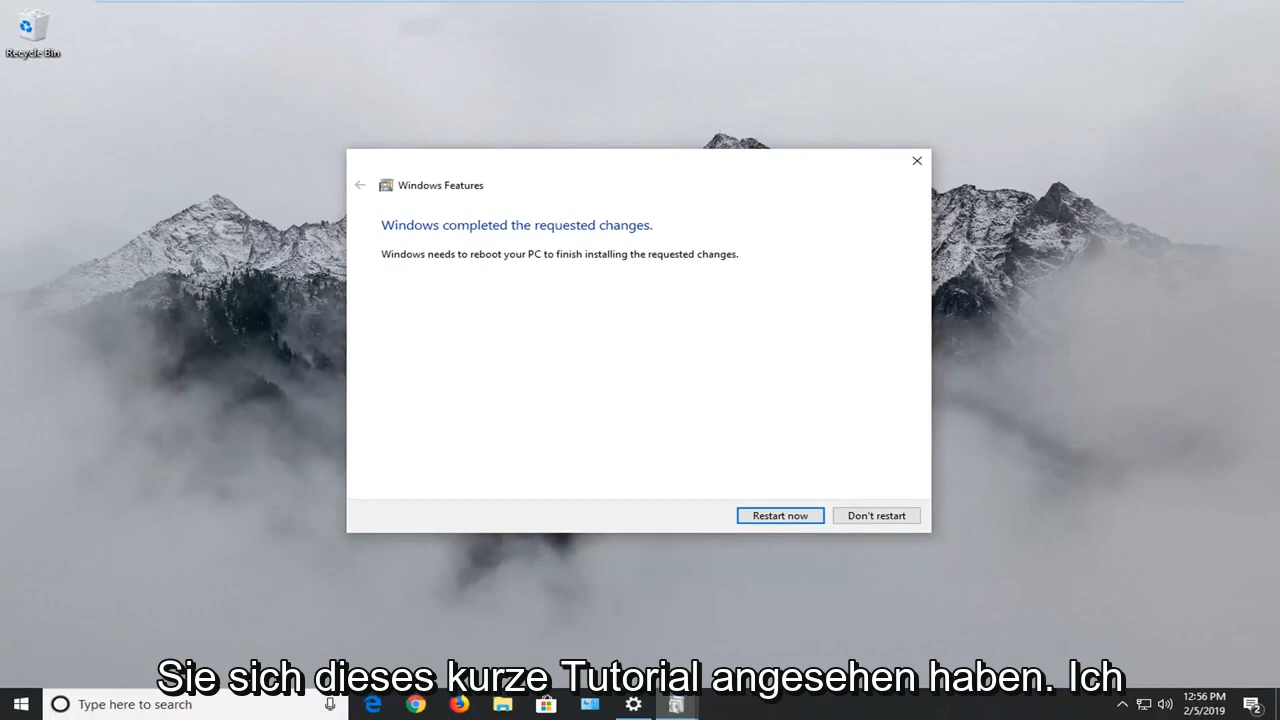 Recycle Bin
Windows Features
Windows completed the requested changes.
Windows needs to reboot your PC to finish installing the requested changes.
Restart now
Don't restart
Sie sich dieses kurze Tutorial angesehen haben. Ich
Type here to search
12:56 PM
2/5/2019
2